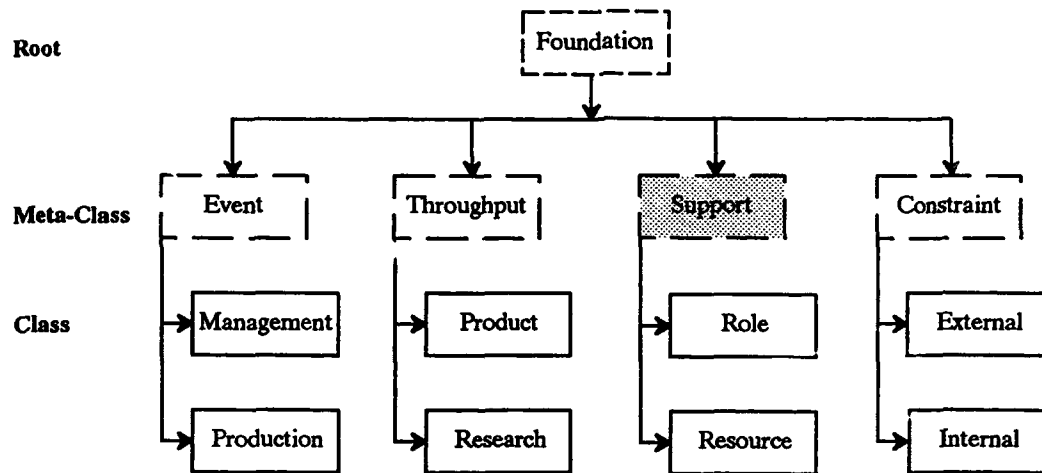 Root
Foundation
Meta-Class
Event
Throughput
Support
Constraint
Class
Management
Product
Role
External
Production
Research
Resource
Internal